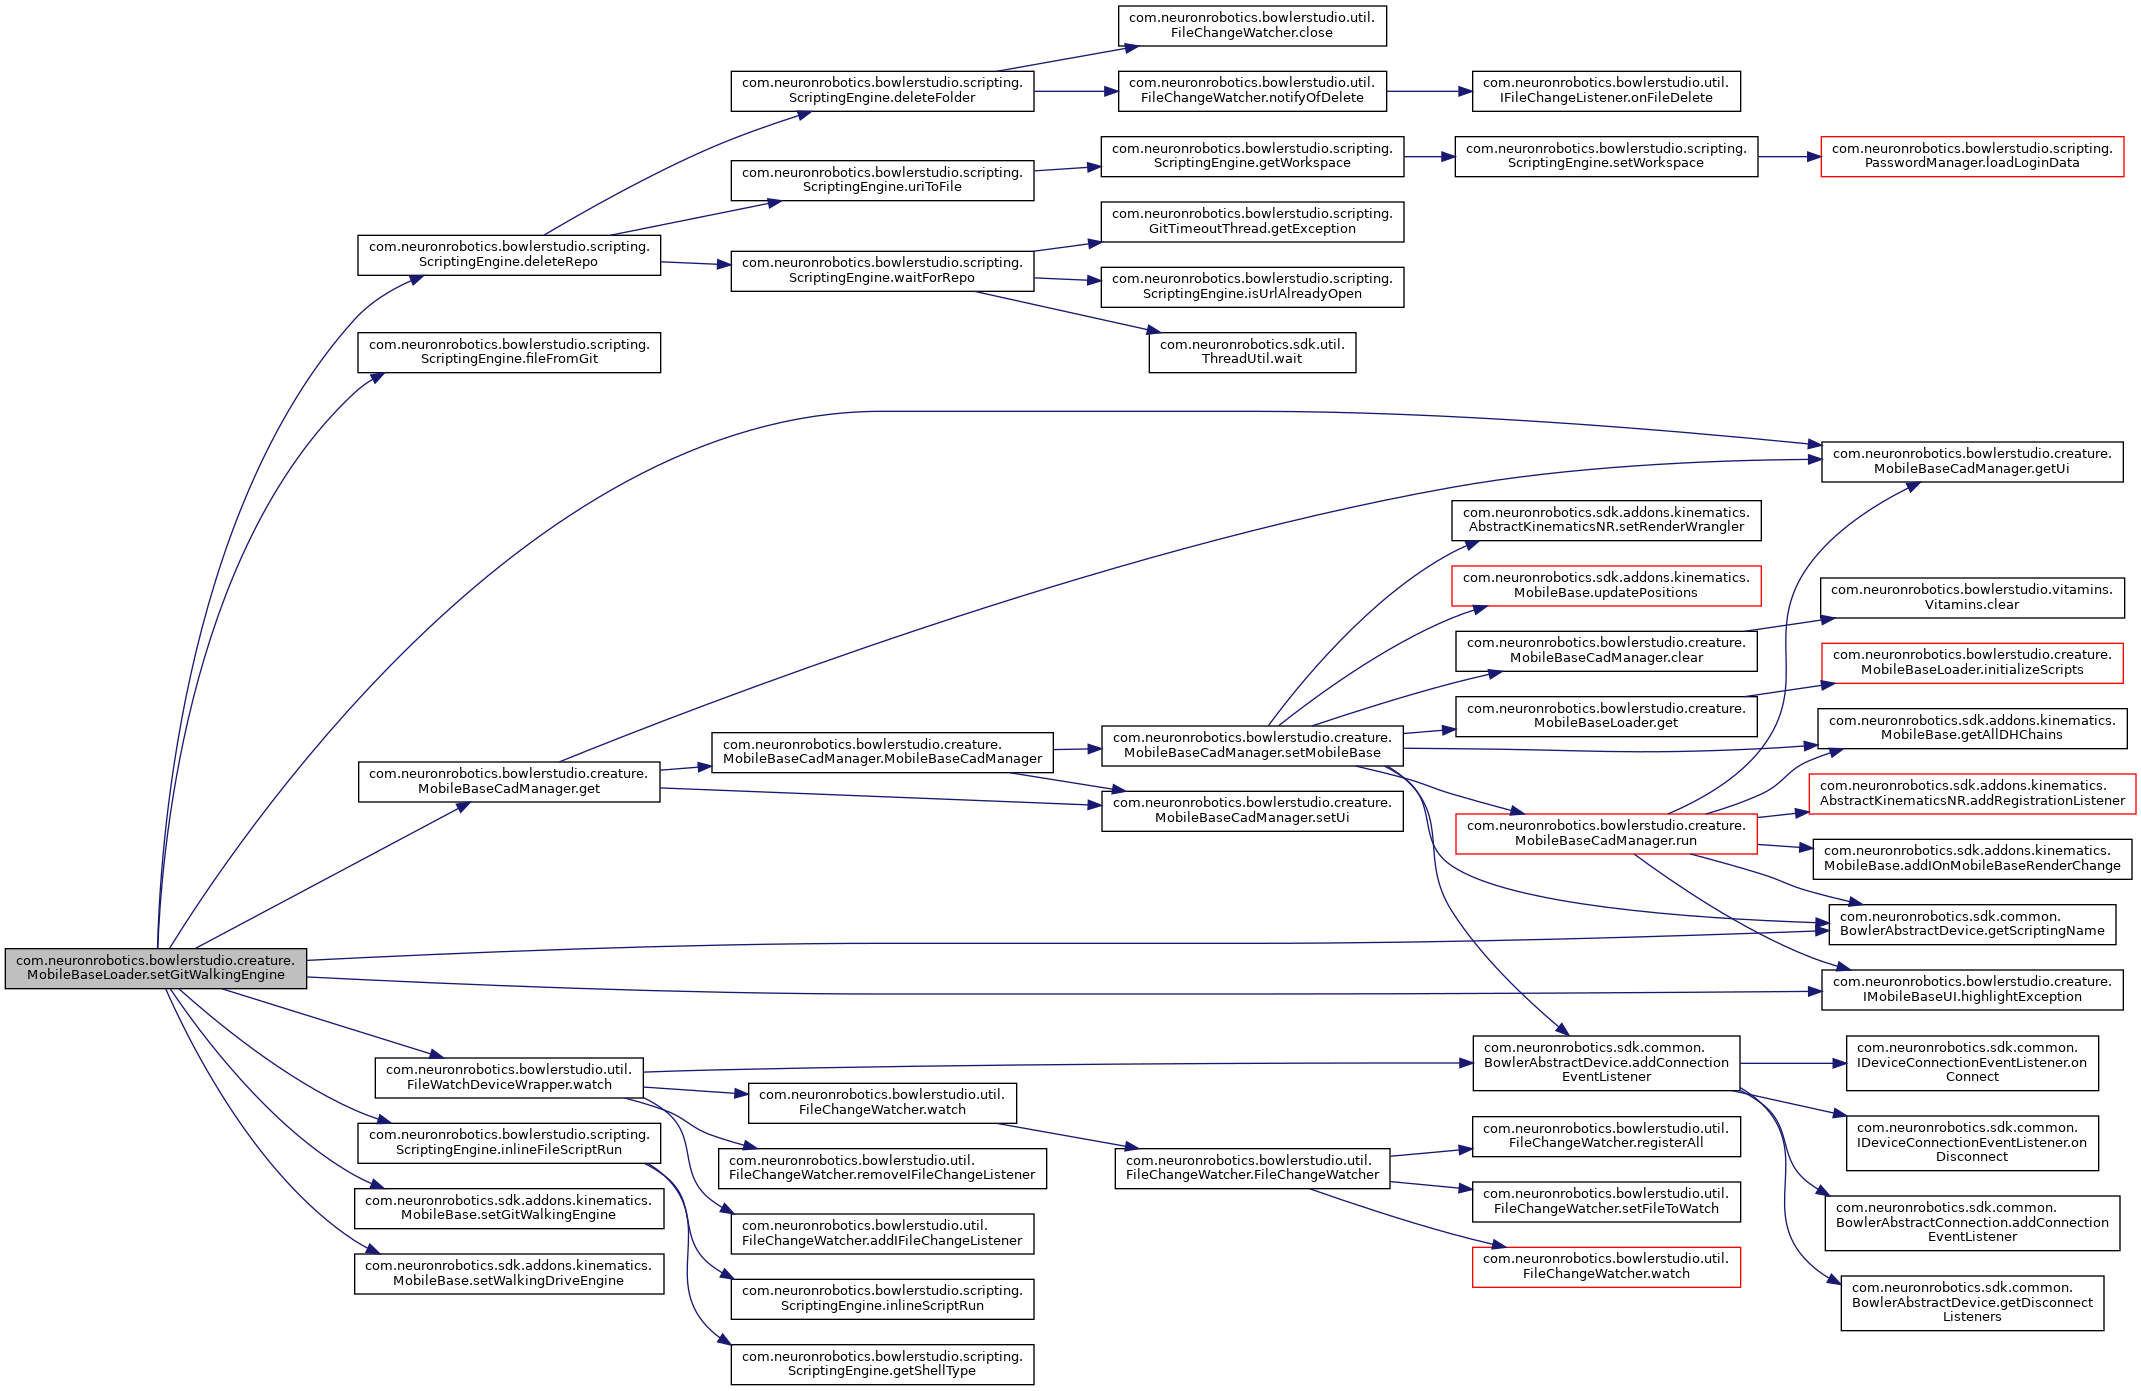 com.neuronrobotics.bowlerstudio.util.
FileChangeWatcher.close
com.neuronrobotics.bowlerstudio.scripting.
ScriptingEngine.deleteFolder
com.neuronrobotics.bowlerstudio.util.
FileChangeWatcher.notifyOfDelete
com.neuronrobotics.bowlerstudio.util.
IFileChangeListener.onFileDelete
com.neuronrobotics.bowlerstudio.scripting.
ScriptingEngine.uriToFile
com.neuronrobotics.bowlerstudio.scripting.
ScriptingEngine.getWorkspace
com.neuronrobotics.bowlerstudio.scripting.
ScriptingEngine.setWorkspace
com.neuronrobotics.bowlerstudio.scripting.
PasswordManager.loadLoginData
com.neuronrobotics.bowlerstudio.scripting.
GitTimeoutThread.getException
com.neuronrobotics.bowlerstudio.scripting.
ScriptingEngine.deleteRepo
com.neuronrobotics.bowlerstudio.scripting.
ScriptingEngine.waitForRepo
com.neuronrobotics.bowlerstudio.scripting.
ScriptingEngine.isUrlAlreadyOpen
com.neuronrobotics.bowlerstudio.scripting.
ScriptingEngine.fileFromGit
com.neuronrobotics.sdk.util.
ThreadUtil.wait
com.neuronrobotics.bowlerstudio.creature.
MobileBaseCadManager.getUi
com.neuronrobotics.sdk.addons.kinematics.
AbstractKinematicsNR.setRenderWrangler
com.neuronrobotics.sdk.addons.kinematics.
MobileBase.updatePositions
com.neuronrobotics.bowlerstudio.vitamins.
Vitamins.clear
com.neuronrobotics.bowlerstudio.creature.
MobileBaseCadManager.clear
com.neuronrobotics.bowlerstudio.creature.
MobileBaseLoader.initializeScripts
com.neuronrobotics.bowlerstudio.creature.
MobileBaseLoader.get
com.neuronrobotics.sdk.addons.kinematics.
MobileBase.getAllDHChains
com.neuronrobotics.bowlerstudio.creature.
MobileBaseCadManager.get
com.neuronrobotics.bowlerstudio.creature.
MobileBaseCadManager.MobileBaseCadManager
com.neuronrobotics.bowlerstudio.creature.
MobileBaseCadManager.setMobileBase
com.neuronrobotics.bowlerstudio.creature.
MobileBaseCadManager.setUi
com.neuronrobotics.bowlerstudio.creature.
MobileBaseCadManager.run
com.neuronrobotics.sdk.addons.kinematics.
AbstractKinematicsNR.addRegistrationListener
com.neuronrobotics.sdk.addons.kinematics.
MobileBase.addIOnMobileBaseRenderChange
com.neuronrobotics.sdk.common.
BowlerAbstractDevice.getScriptingName
com.neuronrobotics.bowlerstudio.creature.
MobileBaseLoader.setGitWalkingEngine
com.neuronrobotics.bowlerstudio.creature.
IMobileBaseUI.highlightException
com.neuronrobotics.bowlerstudio.util.
FileWatchDeviceWrapper.watch
com.neuronrobotics.sdk.common.
BowlerAbstractDevice.addConnection
EventListener
com.neuronrobotics.sdk.common.
IDeviceConnectionEventListener.on
Connect
com.neuronrobotics.bowlerstudio.util.
FileChangeWatcher.watch
com.neuronrobotics.sdk.common.
IDeviceConnectionEventListener.on
Disconnect
com.neuronrobotics.bowlerstudio.scripting.
ScriptingEngine.inlineFileScriptRun
com.neuronrobotics.bowlerstudio.util.
FileChangeWatcher.removeIFileChangeListener
com.neuronrobotics.bowlerstudio.util.
FileChangeWatcher.FileChangeWatcher
com.neuronrobotics.bowlerstudio.util.
FileChangeWatcher.registerAll
com.neuronrobotics.sdk.addons.kinematics.
MobileBase.setGitWalkingEngine
com.neuronrobotics.bowlerstudio.util.
FileChangeWatcher.addIFileChangeListener
com.neuronrobotics.bowlerstudio.util.
FileChangeWatcher.setFileToWatch
com.neuronrobotics.sdk.common.
BowlerAbstractConnection.addConnection
EventListener
com.neuronrobotics.sdk.addons.kinematics.
MobileBase.setWalkingDriveEngine
com.neuronrobotics.bowlerstudio.scripting.
ScriptingEngine.inlineScriptRun
com.neuronrobotics.bowlerstudio.util.
FileChangeWatcher.watch
com.neuronrobotics.sdk.common.
BowlerAbstractDevice.getDisconnect
Listeners
com.neuronrobotics.bowlerstudio.scripting.
ScriptingEngine.getShellType